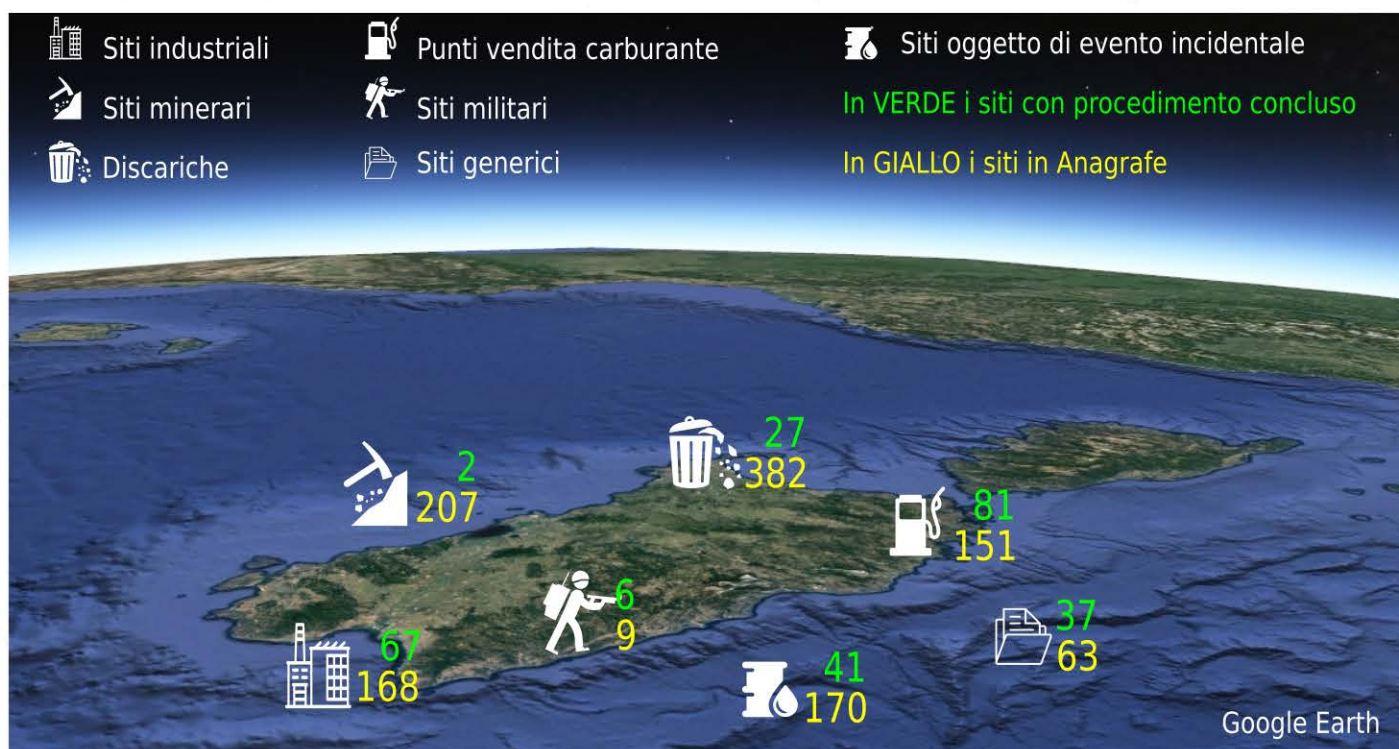 Siti industriali
Punti vendita carburante
Siti oggetto di evento incidentale
Siti minerari
Siti militari
In VERDE i siti con procedimento concluso
Discariche
Siti generici
In GIALLO i siti in Anagrafe
27
382
2
207
81
151
6
9
37
63
67
168
41
170
Google Earth